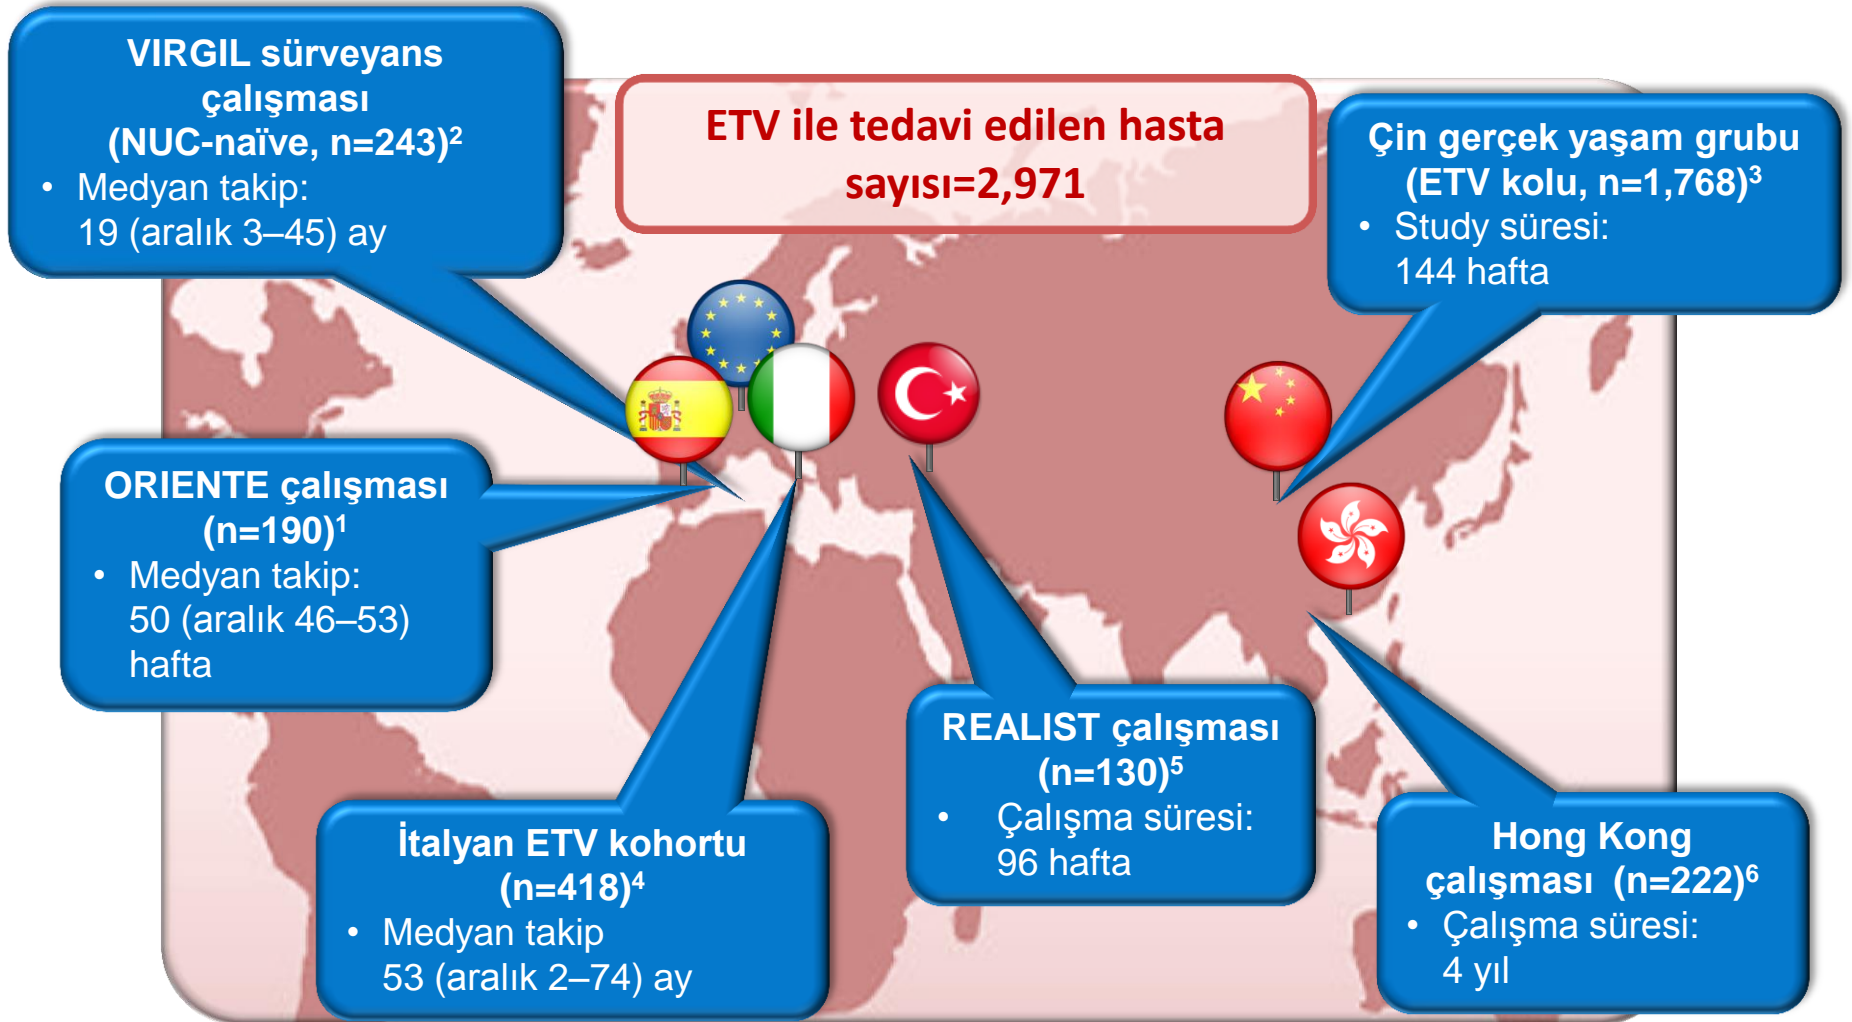 VIRGIL sürveyans
çalışması
(NUC-naïve, n=243)²
• Medyan takip:
19 (aralık 3–45) ay
ETV ile tedavi edilen hasta
sayısı=2,971
Çin gerçek yaşam grubu
(ETV kolu, n=1,768)³
• Study süresi:
144 hafta
ORIENTE çalışması
(n=190)¹
• Medyan takip:
50 (aralık 46–53)
hafta
REALIST çalışması
(n=130)⁵
• Çalışma süresi:
96 hafta
İtalyan ETV kohortu
(n=418)⁴
• Medyan takip
53 (aralık 2–74) ay
Hong Kong
çalışması (n=222)⁶
• Çalışma süresi:
4 yıl